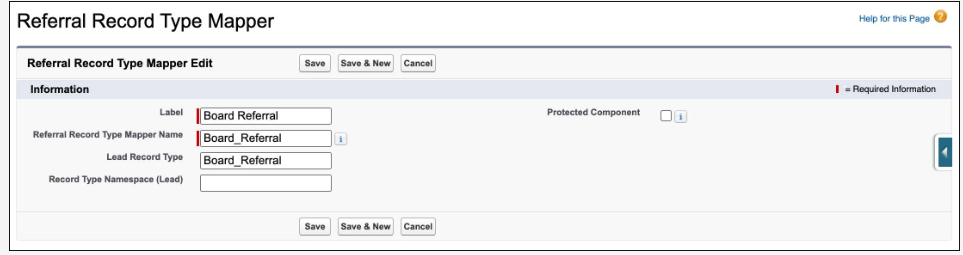 Referral Record Type Mapper
Help for this Page ?
Referral Record Type Mapper Edit Save Save & New Cancel
Information = Required Information
Label Board Referral Protected Component i
Referral Record Type Mapper Name Board_Referral i
Lead Record Type Board_Referral
Record Type Namespace (Lead)
Save Save & New Cancel